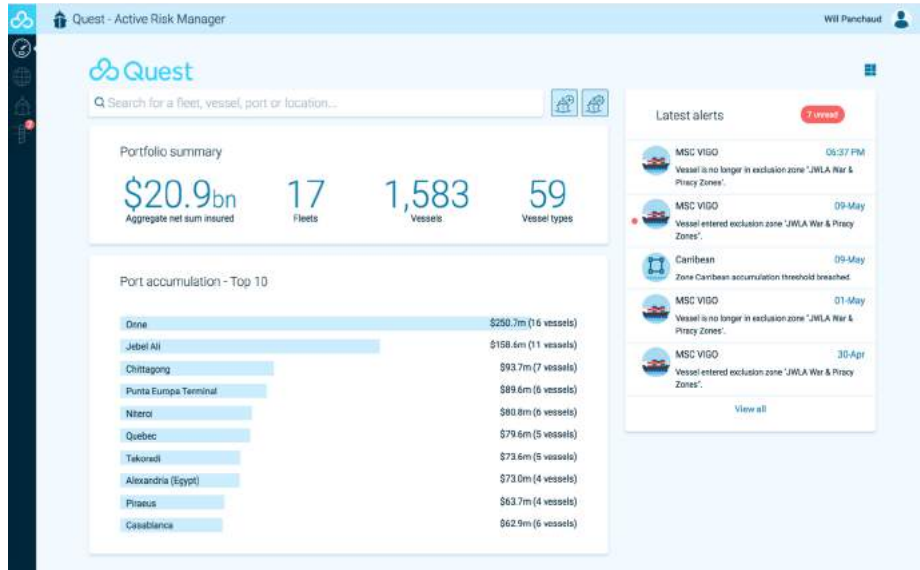 Quest - Active Risk Manager
Will Panchaud
Quest
Search for a fleet, vessel, port or location...
Portfolio summary
$20.9bn
Aggregate net sum insured
17
Fleets
1,583
Vessels
59
Vessel types
Port accumulation - Top 10
Onne $250.7m (16 vessels)
Jebel Ali $158.6m (11 vessels)
Chittagong $93.7m (7 vessels)
Punta Europa Terminal $89.6m (6 vessels)
Niteroi $80.8m (6 vessels)
Quebec $79.6m (5 vessels)
Takoradi $73.6m (5 vessels)
Alexandria (Egypt) $73.0m (4 vessels)
Piraeus $63.7m (4 vessels)
Casablanca $62.9m (6 vessels)
Latest alerts
7 unread
MSC VIGO 06:37 PM
Vessel is no longer in exclusion zone 'JWLA War &
Piracy Zones'.
MSC VIGO 09-May
Vessel entered exclusion zone 'JWLA War & Piracy
Zones'.
Carribean 09-May
Zone Carribean accumulation threshold breached.
MSC VIGO 01-May
Vessel is no longer in exclusion zone 'JWLA War &
Piracy Zones'.
MSC VIGO 30-Apr
Vessel entered exclusion zone 'JWLA War & Piracy
Zones'.
View all